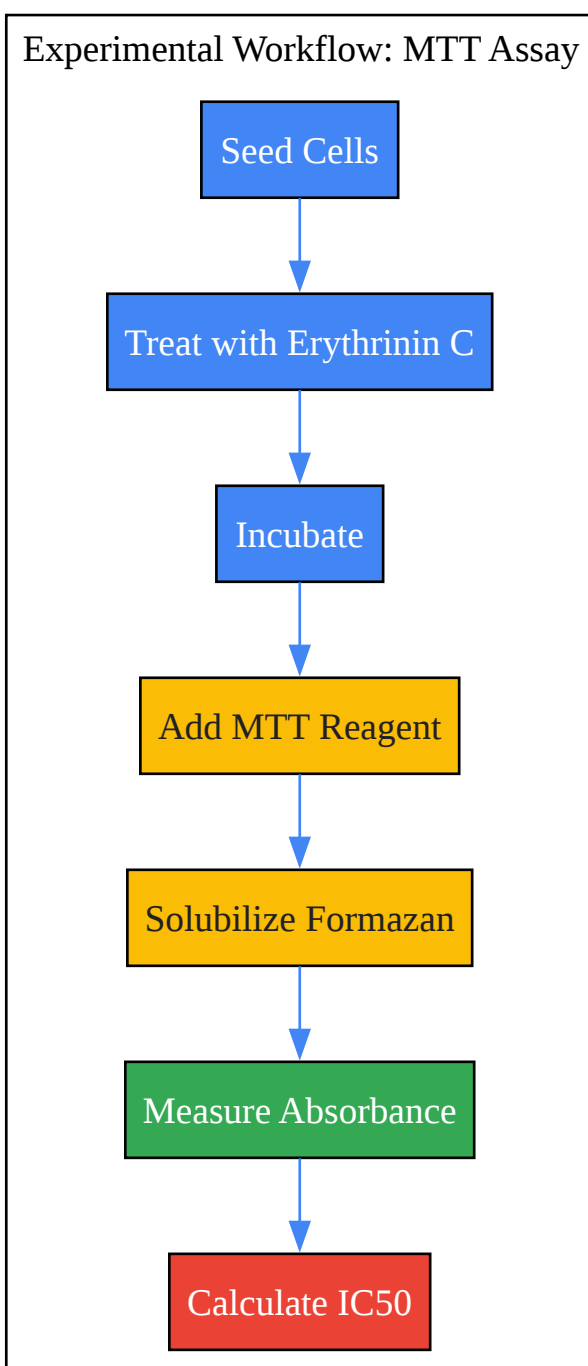 Experimental Workflow: MTT Assay
Seed Cells
Treat with Erythrinin C
Incubate
Add MTT Reagent
Solubilize Formazan
Measure Absorbance
Calculate IC50